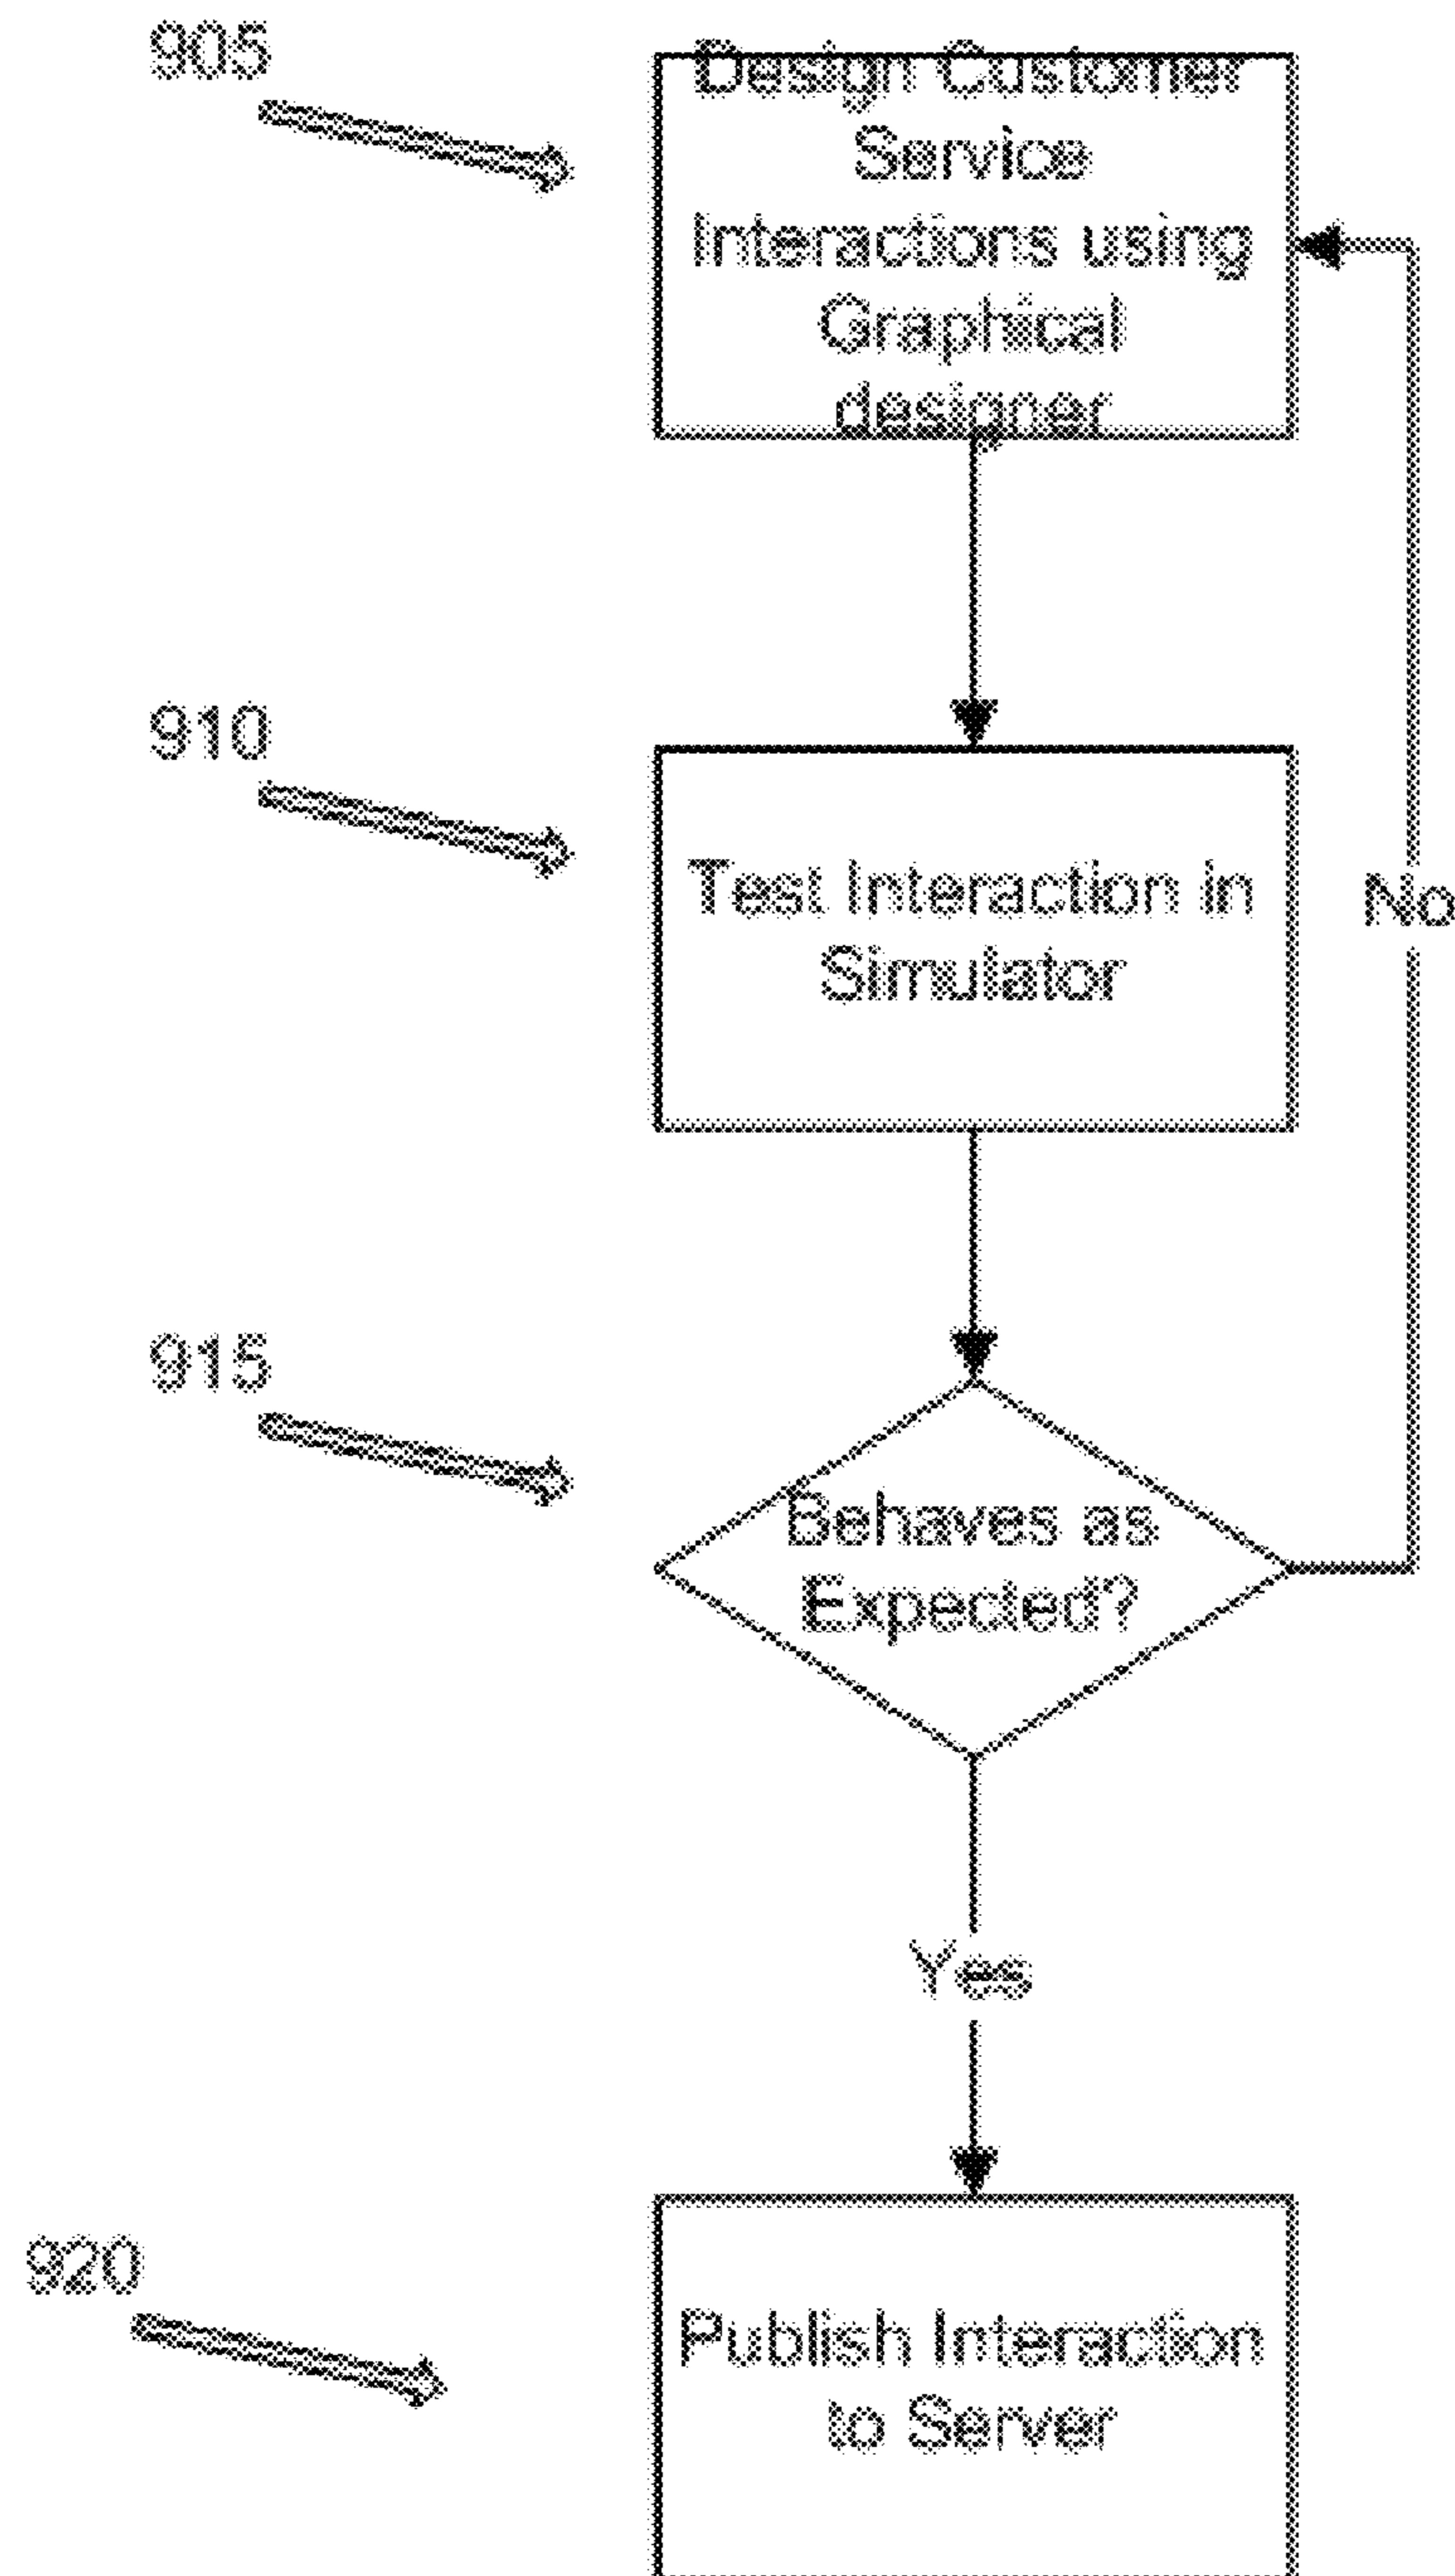 905
Design Customer
Service
Interactions using
Graphical
designer
910
Test Interaction in
Simulator
No
915
Behaves as
Expected?
Yes
920
Publish Interaction
to Server